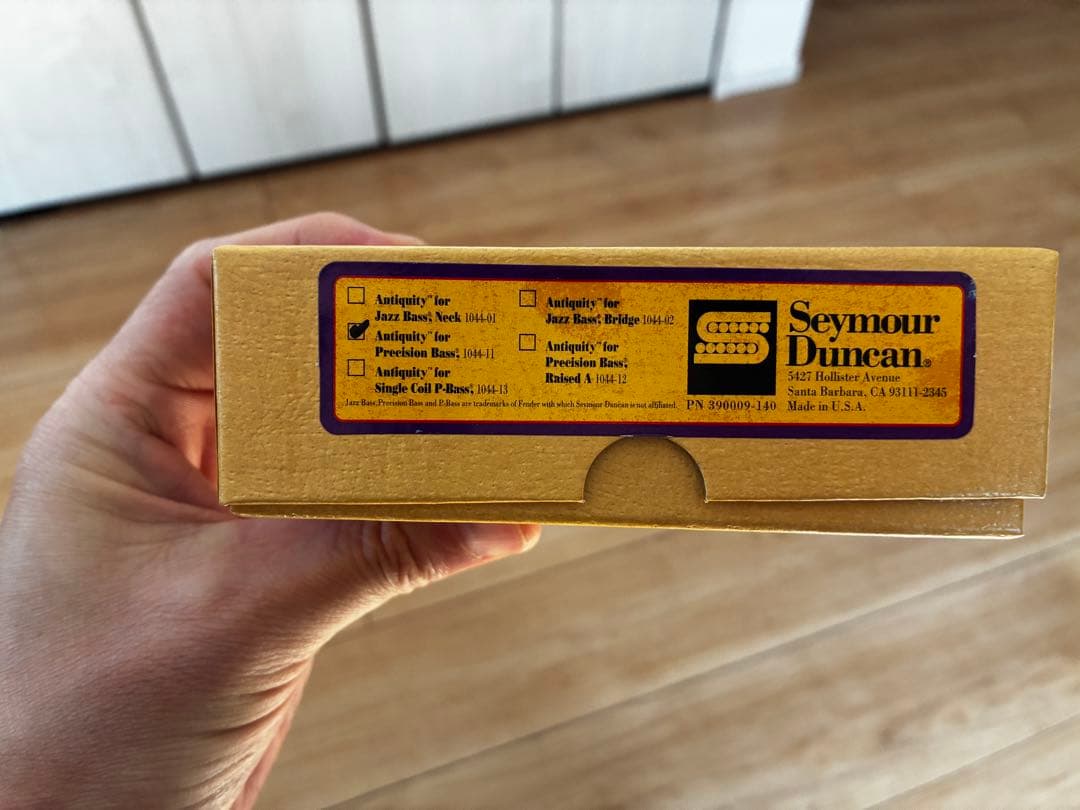 Antiquity™ for
Jazz Bass®, Neck 1044-01
Antiquity™ for
Precision Bass®, 1044-11
Antiquity™ for
Single Coil P-Bass®, 1044-13
Antiquity™ for
Jazz Bass®, Bridge 1044-02
Antiquity™ for
Precision Bass®,
Raised A 1044-12
Jazz Bass, Precision Bass and P-Bass are trademarks of Fender with which Seymour Duncan is not affiliated.
PN 390009-140
Seymour
Duncan®
5427 Hollister Avenue
Santa Barbara, CA 93111-2345
Made in U.S.A.